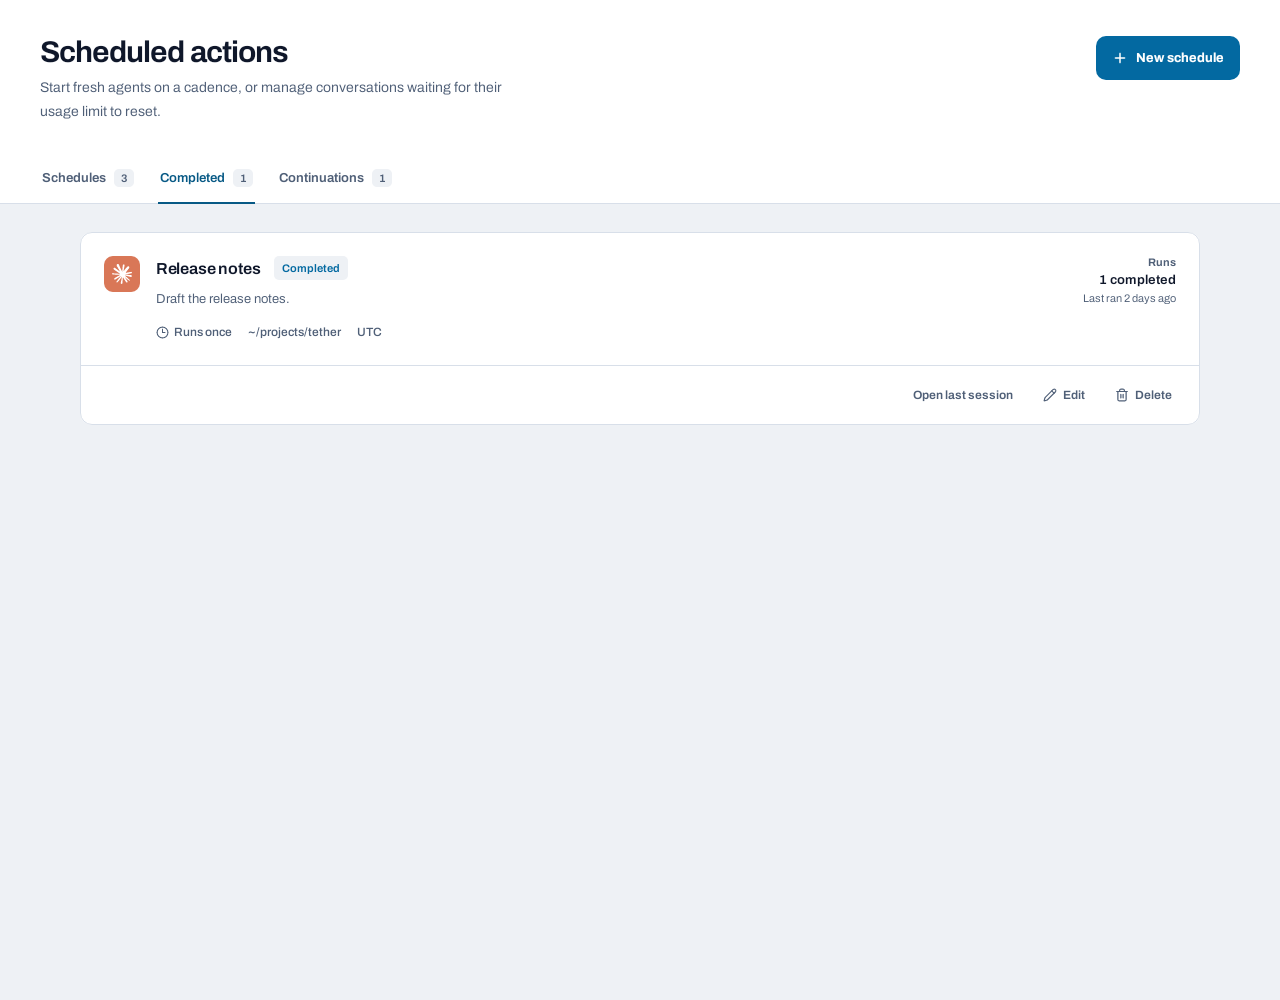 Scheduled actions
Start fresh agents on a cadence, or manage conversations waiting for their
usage limit to reset.
New schedule
Schedules 3
Completed 1
Continuations 1
Release notes
Completed
Draft the release notes.
Runs once
~/projects/tether
UTC
Runs
1 completed
Last ran 2 days ago
Open last session
Edit
Delete